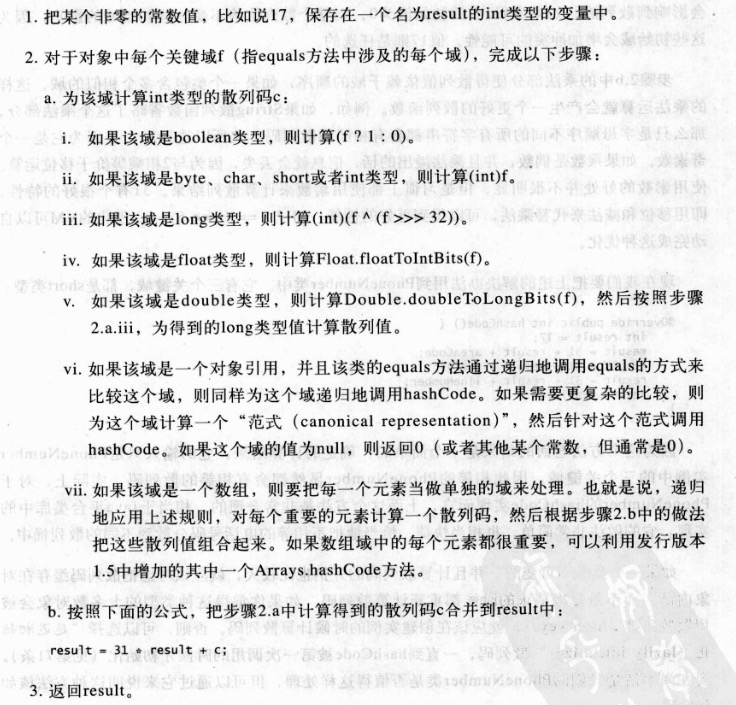 1. 把某个非零的常数值，比如说17，保存在一个名为result的int类型的变量中。
2. 对于对象中每个关键域f（指equals方法中涉及的每个域），完成以下步骤：
a. 为该域计算int类型的散列码c：
i. 如果该域是boolean类型，则计算(f ? 1 : 0)。
ii. 如果该域是byte、char、short或者int类型，则计算(int)f。
iii. 如果该域是long类型，则计算(int)(f ^ (f >>> 32))。
iv. 如果该域是float类型，则计算Float.floatToIntBits(f)。
v. 如果该域是double类型，则计算Double.doubleToLongBits(f)，然后按照步骤
2.a.iii，为得到的long类型值计算散列值。
vi. 如果该域是一个对象引用，并且该类的equals方法通过递归地调用equals的方式来
比较这个域，则同样为这个域递归地调用hashCode。如果需要更复杂的比较，则
为这个域计算一个“范式（canonical representation）”，然后针对这个范式调用
hashCode。如果这个域的值为null，则返回0（或者其他某个常数，但通常是0）。
vii. 如果该域是一个数组，则要把每一个元素当做单独的域来处理。也就是说，递归
地应用上述规则，对每个重要的元素计算一个散列码，然后根据步骤2.b中的做法
把这些散列值组合起来。如果数组域中的每个元素都很重要，可以利用发行版本
1.5中增加的其中一个Arrays.hashCode方法。
b. 按照下面的公式，把步骤2.a中计算得到的散列码c合并到result中：
result = 31 * result + c;
3. 返回result。